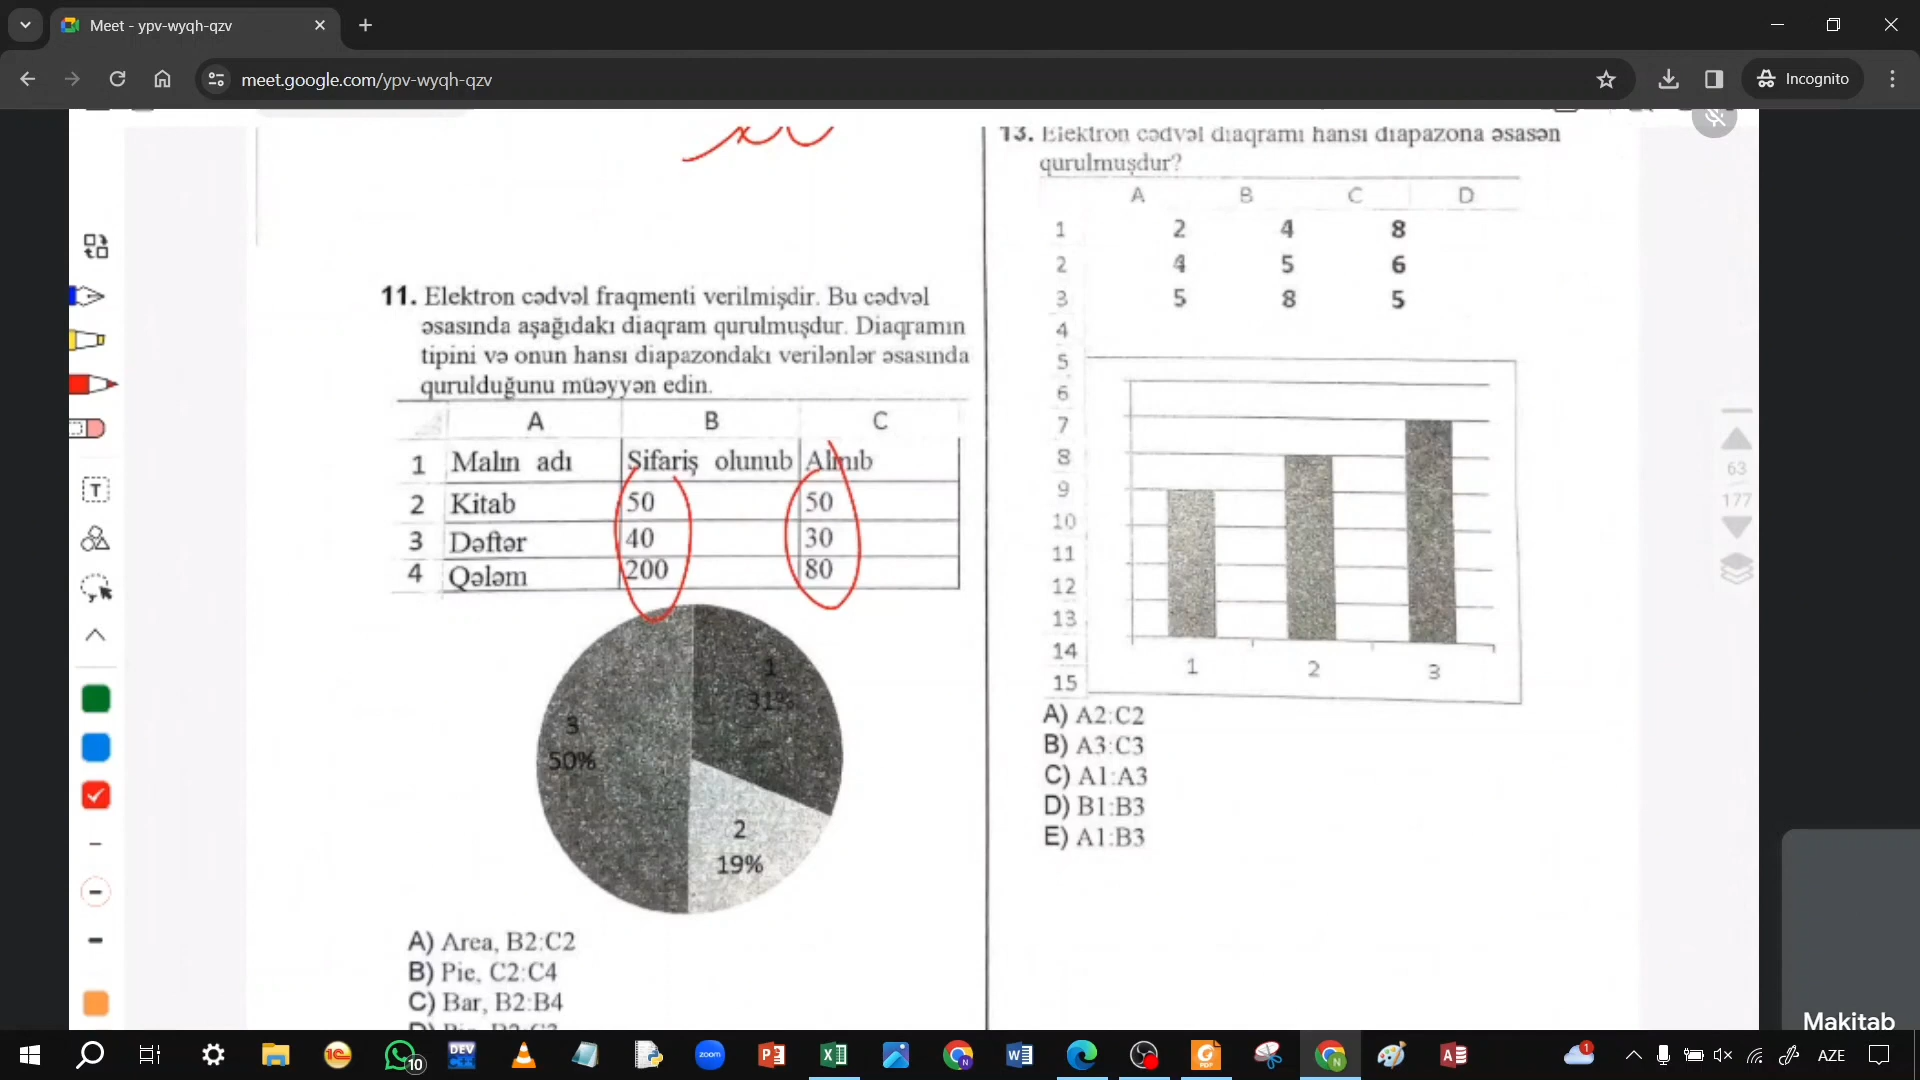 Meet - ypv-wyqh-qzv
meet.google.com/ypv-wyqh-qzv
Incognito
11. Elektron cədvəl fraqmenti verilmişdir. Bu cədvəl
əsasında aşağıdakı diaqram qurulmuşdur. Diaqramın
tipini və onun hansı diapazondakı verilənlər əsasında
qurulduğunu müəyyən edin.
A B C
1 Malın adı Sifariş olunub Alınıb
2 Kitab 50 50
3 Dəftər 40 30
4 Qələm 200 80
1
31%
3
50%
2
19%
A) Area, B2:C2
B) Pie, C2:C4
C) Bar, B2:B4
13. Elektron cədvəl diaqramı hansı diapazona əsasən
qurulmuşdur?
A B C D
1 2 4 8
2 4 5 6
3 5 8 5
4
5
6
7
8
9
10
11
12
13
14
15
1 2 3
A) A2:C2
B) A3:C3
C) A1:A3
D) B1:B3
E) A1:B3
63
177
T
Makitab
10
DEV
C++
zoom
1
AZE